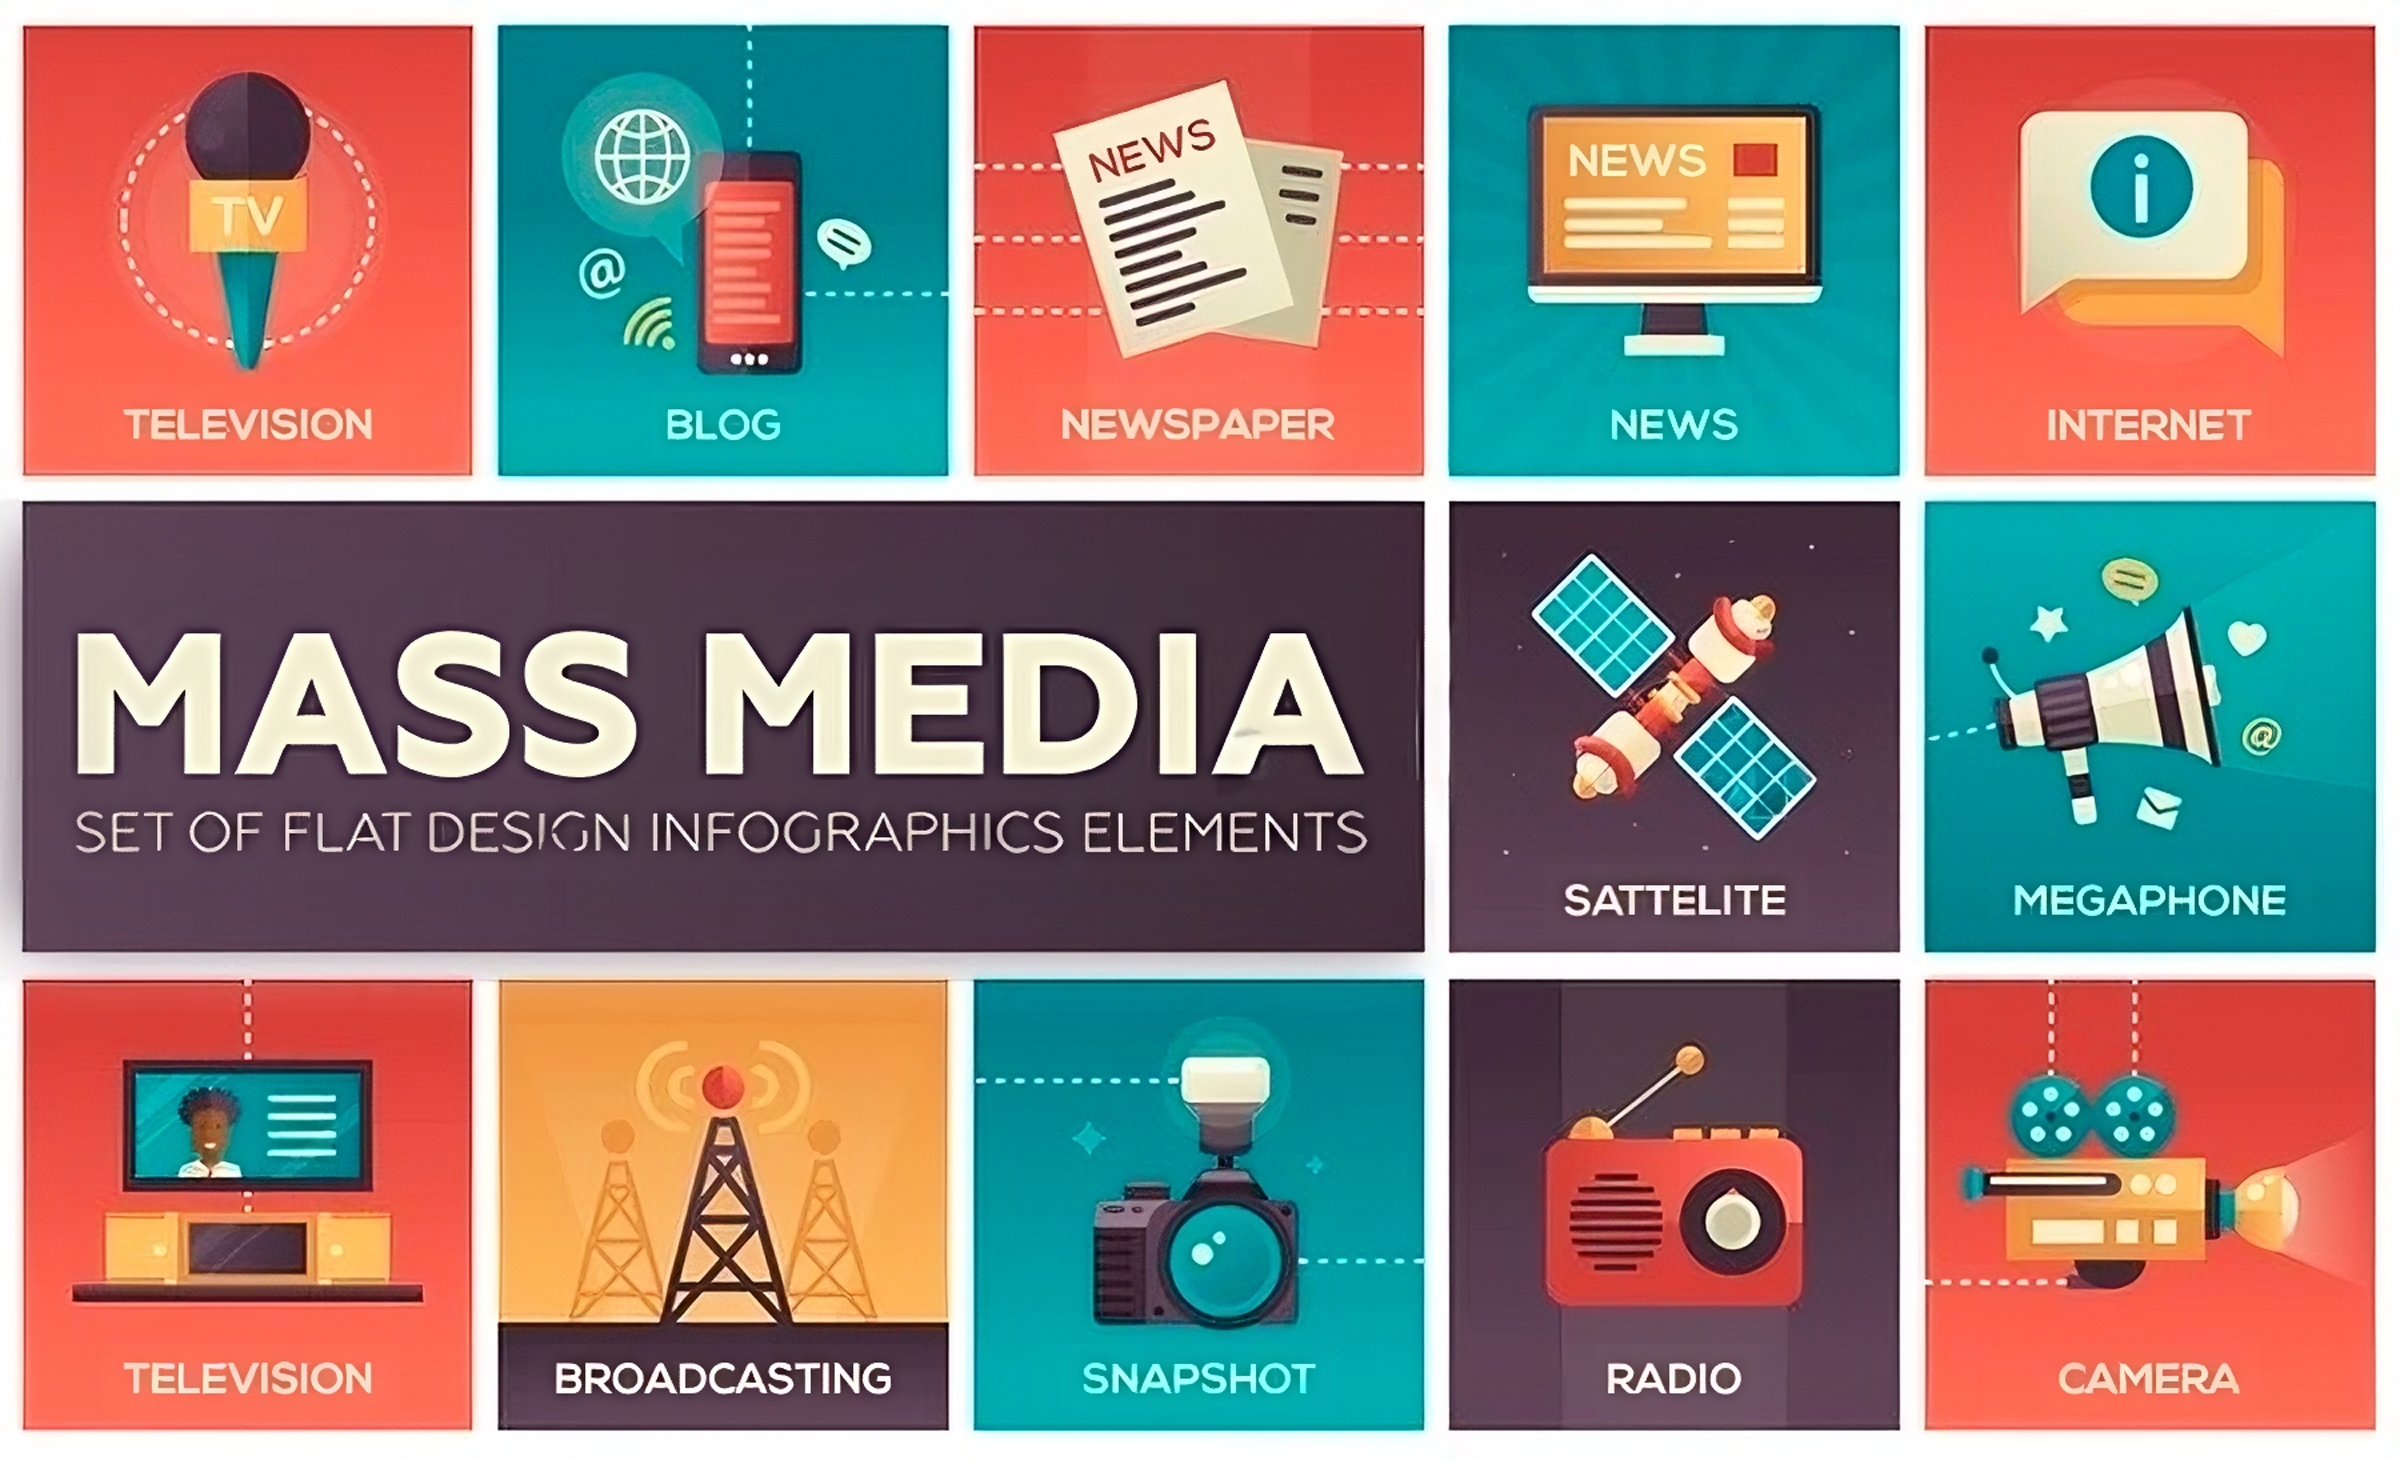 TV
TELEVISION
@
BLOG
NEWS
NEWSPAPER
NEWS
NEWS
i
INTERNET
MASS MEDIA
SET OF FLAT DESIGN INFOGRAPHICS ELEMENTS
SATTELITE
@
MEGAPHONE
TELEVISION
BROADCASTING
SNAPSHOT
RADIO
CAMERA